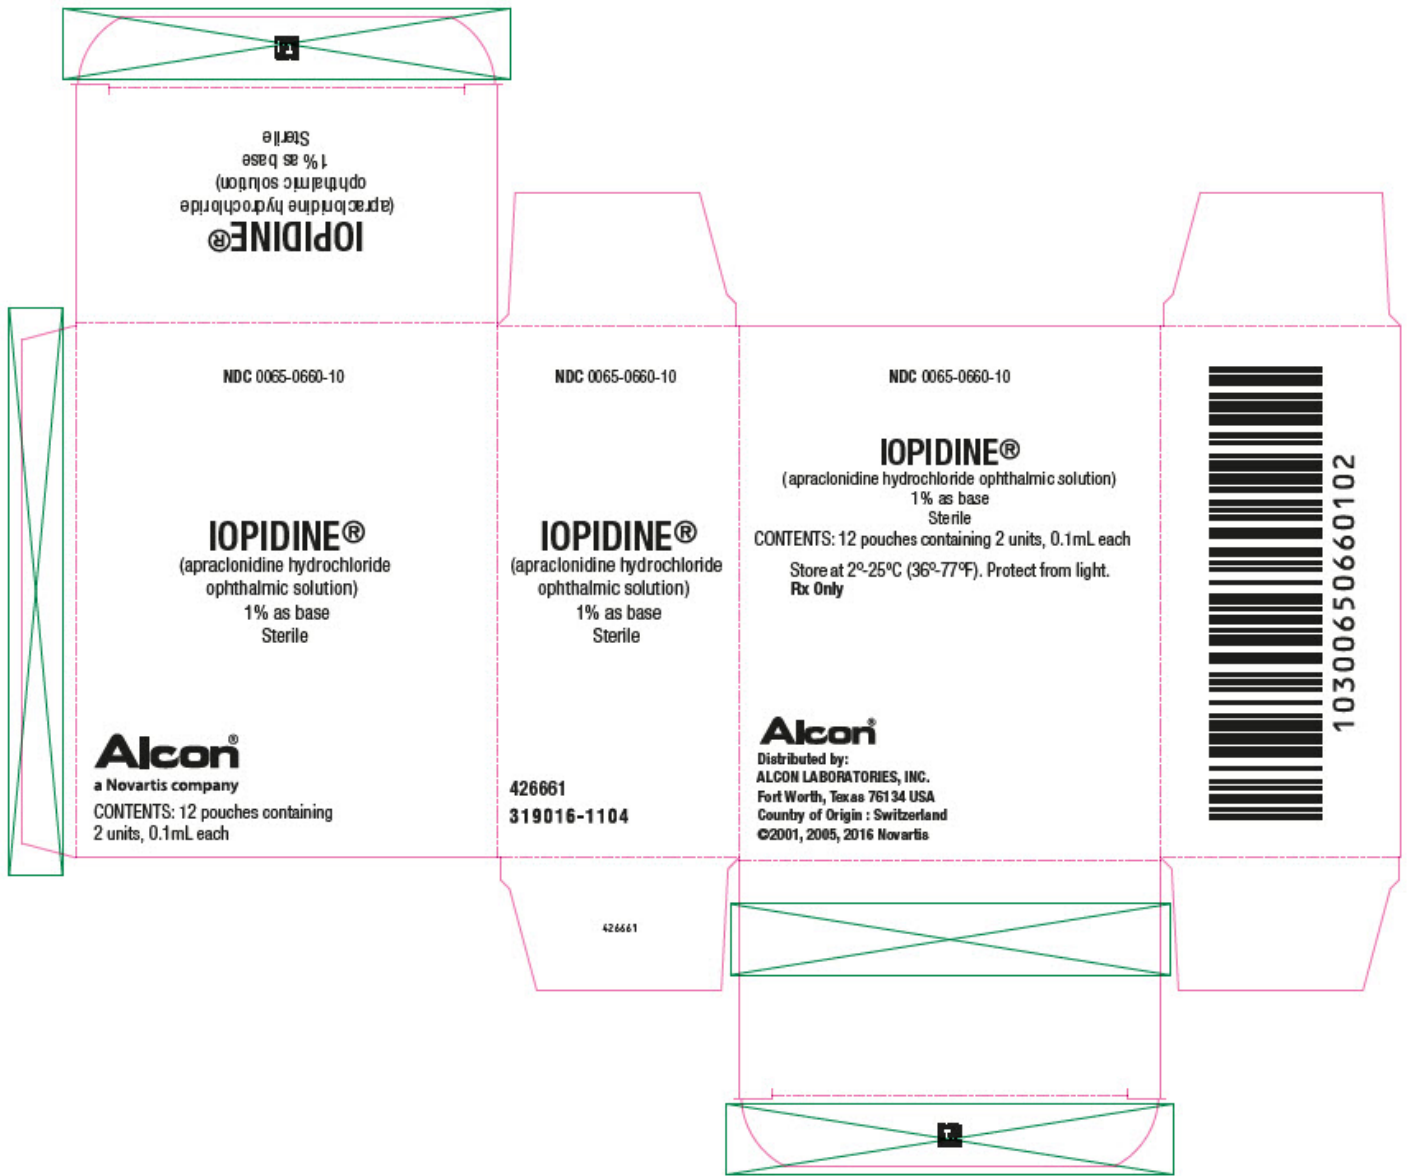 IOPIDINE®
(apraclonidine hydrochloride
ophthalmic solution)
1% as base
Sterile
NDC 0065-0660-10
IOPIDINE®
(apraclonidine hydrochloride
ophthalmic solution)
1% as base
Sterile
Alcon®
a Novartis company
CONTENTS: 12 pouches containing
2 units, 0.1mL each
NDC 0065-0660-10
IOPIDINE®
(apraclonidine hydrochloride
ophthalmic solution)
1% as base
Sterile
426661
319016-1104
426661
NDC 0065-0660-10
IOPIDINE®
(apraclonidine hydrochloride ophthalmic solution)
1% as base
Sterile
CONTENTS: 12 pouches containing 2 units, 0.1mL each
Store at 2º-25ºC (36º-77ºF). Protect from light.
Rx Only
Alcon®
Distributed by:
ALCON LABORATORIES, INC.
Fort Worth, Texas 76134 USA
Country of Origin : Switzerland
©2001, 2005, 2016 Novartis
10300650660102